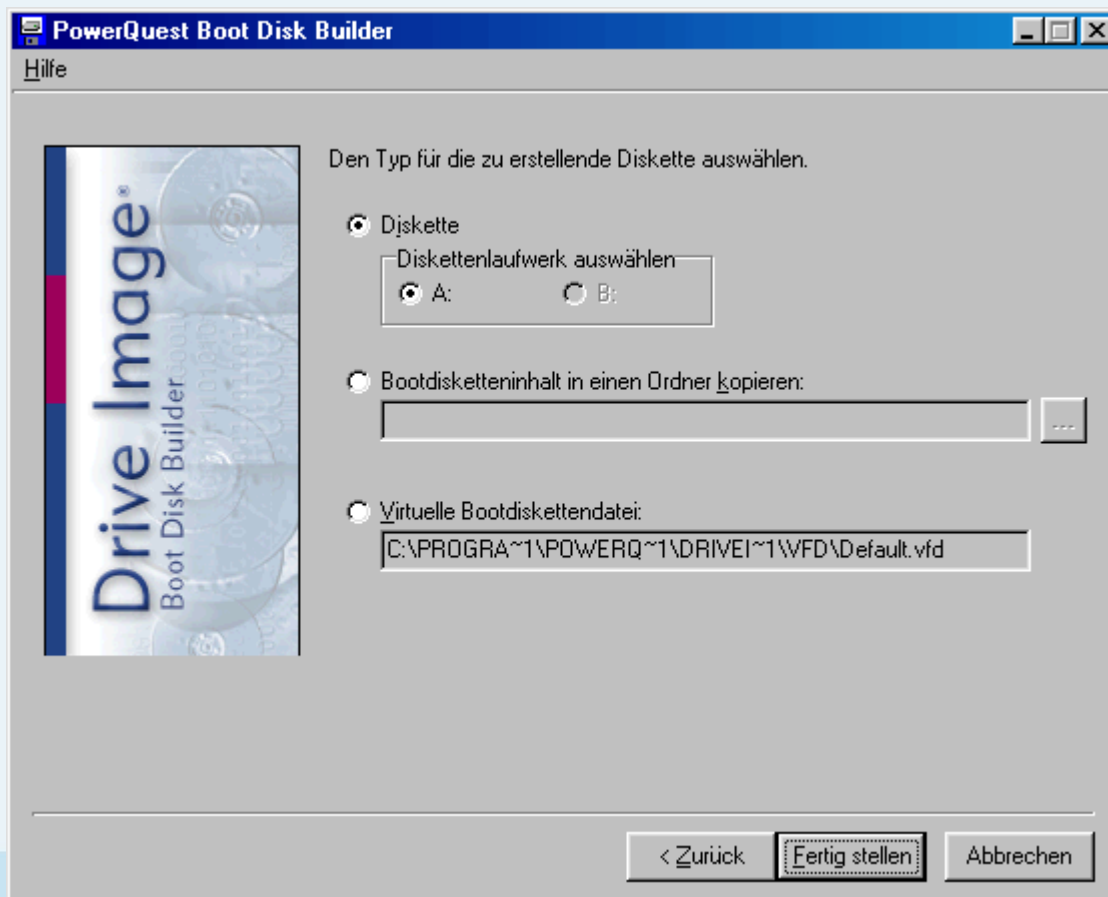 PowerQuest Boot Disk Builder
Hilfe
Drive Image®
Boot Disk Builder
Den Typ für die zu erstellende Diskette auswählen.
Diskette
Diskettenlaufwerk auswählen
A: B:
Bootdisketteninhalt in einen Ordner kopieren:
...
Virtuelle Bootdiskettendatei:
C:\PROGRA~1\POWERQ~1\DRIVEI~1\VFD\Default.vfd
< Zurück Fertig stellen Abbrechen